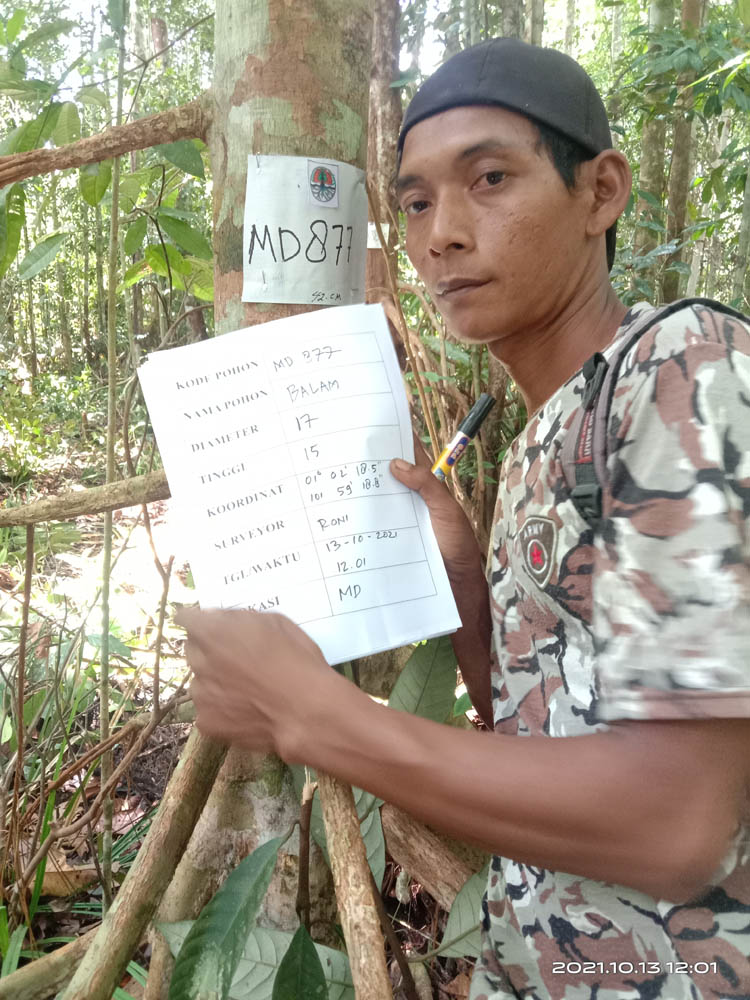 MD877
42.CM
KODE POHON MD 877
NAMA POHON BALAM
DIAMETER 17
TINGGI 15
KOORDINAT 01° 02' 18.5"
101 59' 18.8"
SURVEYOR RONI
TGL/WAKTU 13-10-2021
12.01
KASI MD
ARMY
2021.10.13 12:01